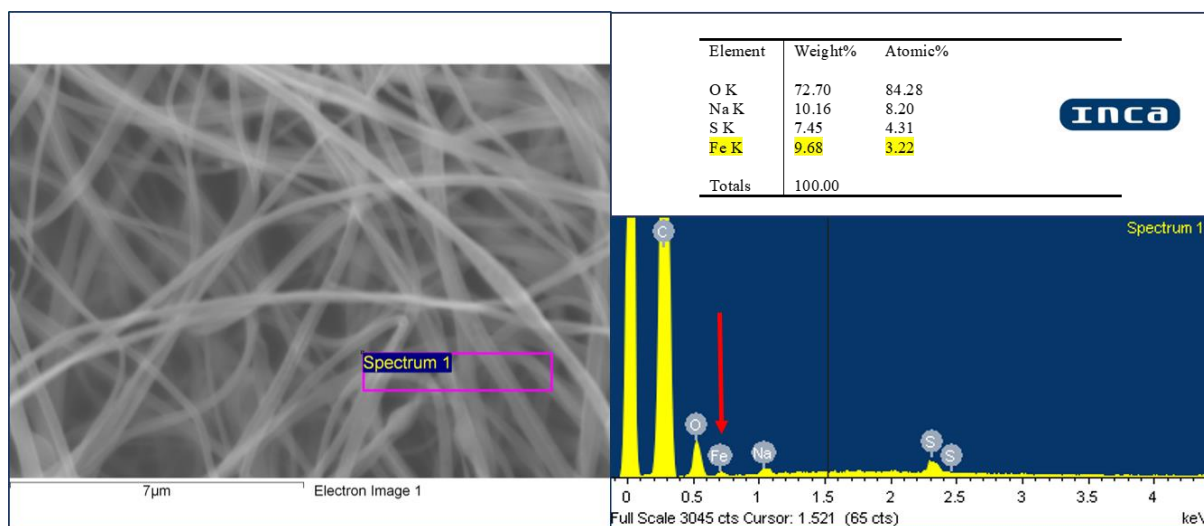 Spectrum 1
7µm
Electron Image 1
Element Weight% Atomic%
O K 72.70 84.28
Na K 10.16 8.20
S K 7.45 4.31
Fe K 9.68 3.22
Totals 100.00
INCA
Spectrum 1
C
O
Fe
Na
S
S
0 0.5 1 1.5 2 2.5 3 3.5 4
Full Scale 3045 cts Cursor: 1.521 (65 cts)
keV